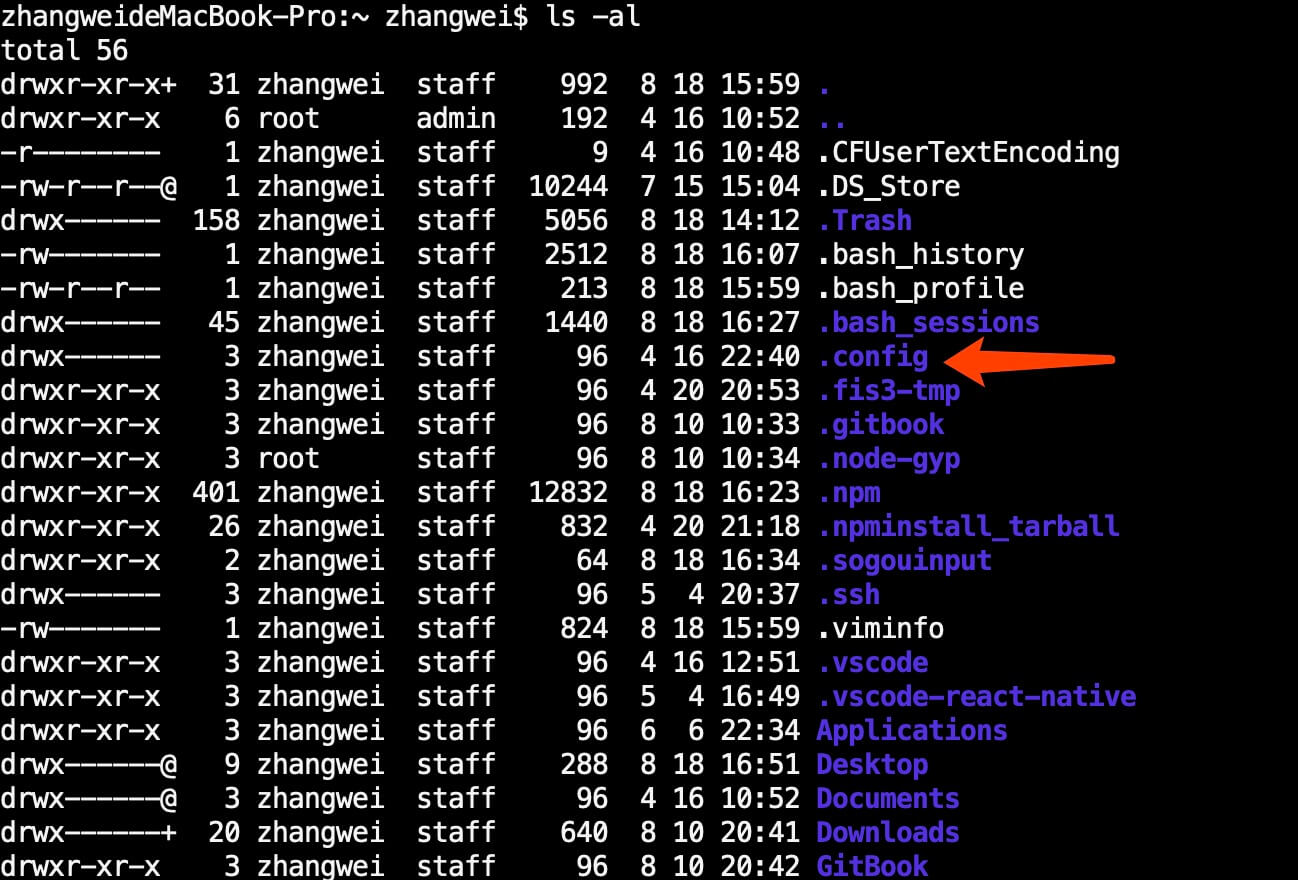 zhangweideMacBook-Pro:~ zhangwei$ ls -al
total 56
drwxr-xr-x+  31 zhangwei  staff    992  8 18 15:59 .
drwxr-xr-x    6 root      admin    192  4 16 10:52 ..
-r--------    1 zhangwei  staff      9  4 16 10:48 .CFUserTextEncoding
-rw-r--r--@   1 zhangwei  staff  10244  7 15 15:04 .DS_Store
drwx------  158 zhangwei  staff   5056  8 18 14:12 .Trash
-rw-------    1 zhangwei  staff   2512  8 18 16:07 .bash_history
-rw-r--r--    1 zhangwei  staff    213  8 18 15:59 .bash_profile
drwx------   45 zhangwei  staff   1440  8 18 16:27 .bash_sessions
drwx------    3 zhangwei  staff     96  4 16 22:40 .config
drwxr-xr-x    3 zhangwei  staff     96  4 20 20:53 .fis3-tmp
drwxr-xr-x    3 zhangwei  staff     96  8 10 10:33 .gitbook
drwxr-xr-x    3 root      staff     96  8 10 10:34 .node-gyp
drwxr-xr-x  401 zhangwei  staff  12832  8 18 16:23 .npm
drwxr-xr-x   26 zhangwei  staff    832  4 20 21:18 .npminstall_tarball
drwxr-xr-x    2 zhangwei  staff     64  8 18 16:34 .sogouinput
drwx------    3 zhangwei  staff     96  5  4 20:37 .ssh
-rw-------    1 zhangwei  staff    824  8 18 15:59 .viminfo
drwxr-xr-x    3 zhangwei  staff     96  4 16 12:51 .vscode
drwxr-xr-x    3 zhangwei  staff     96  5  4 16:49 .vscode-react-native
drwxr-xr-x    3 zhangwei  staff     96  6  6 22:34 Applications
drwx------@   9 zhangwei  staff    288  8 18 16:51 Desktop
drwx------@   3 zhangwei  staff     96  4 16 10:52 Documents
drwx------+  20 zhangwei  staff    640  8 10 20:41 Downloads
drwxr-xr-x    3 zhangwei  staff     96  8 10 20:42 GitBook